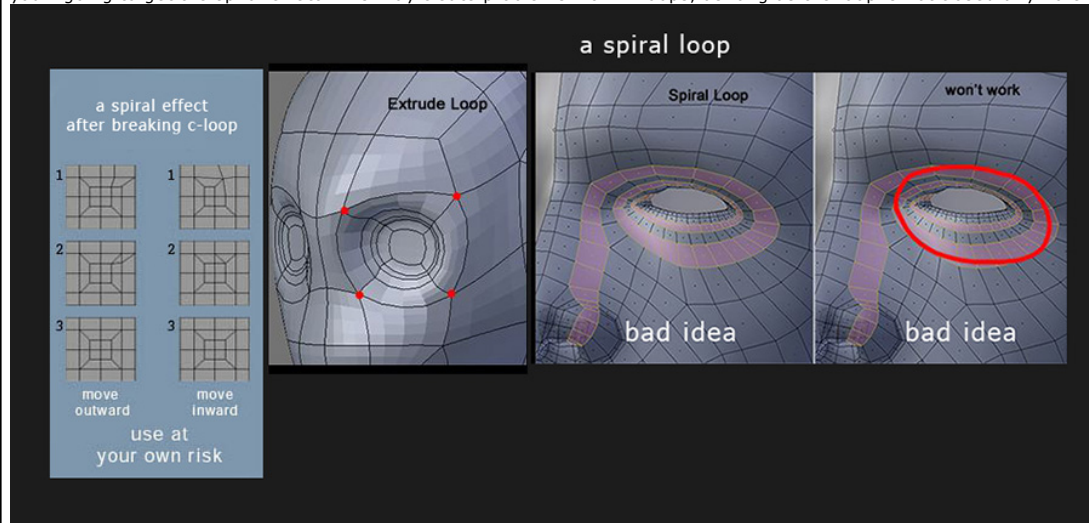 a spiral loop
a spiral effect
after breaking c-loop
1
1
2
2
3
3
move
outward
move
inward
use at
your own risk
Extrude Loop
Spiral Loop
bad idea
won't work
bad idea